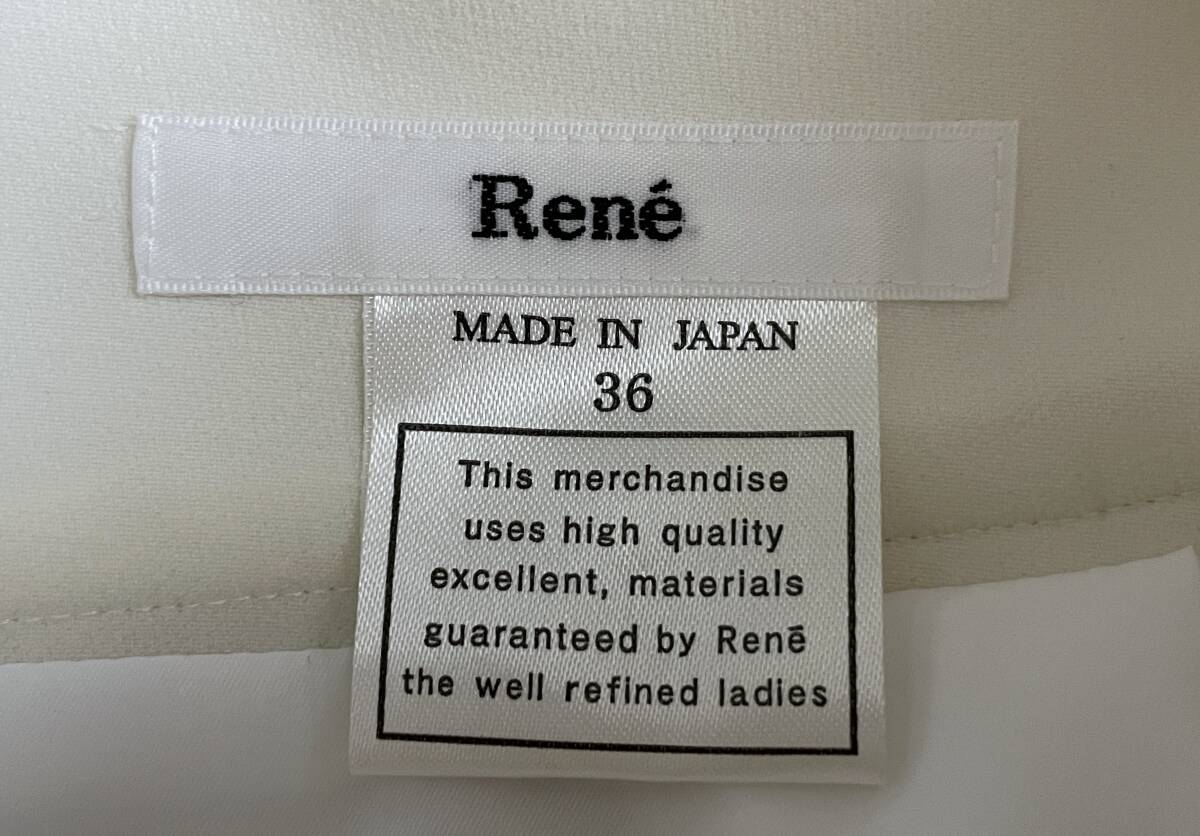 René
MADE IN JAPAN
36
This merchandise
uses high quality
excellent, materials
guaranteed by Renē
the well refined ladies